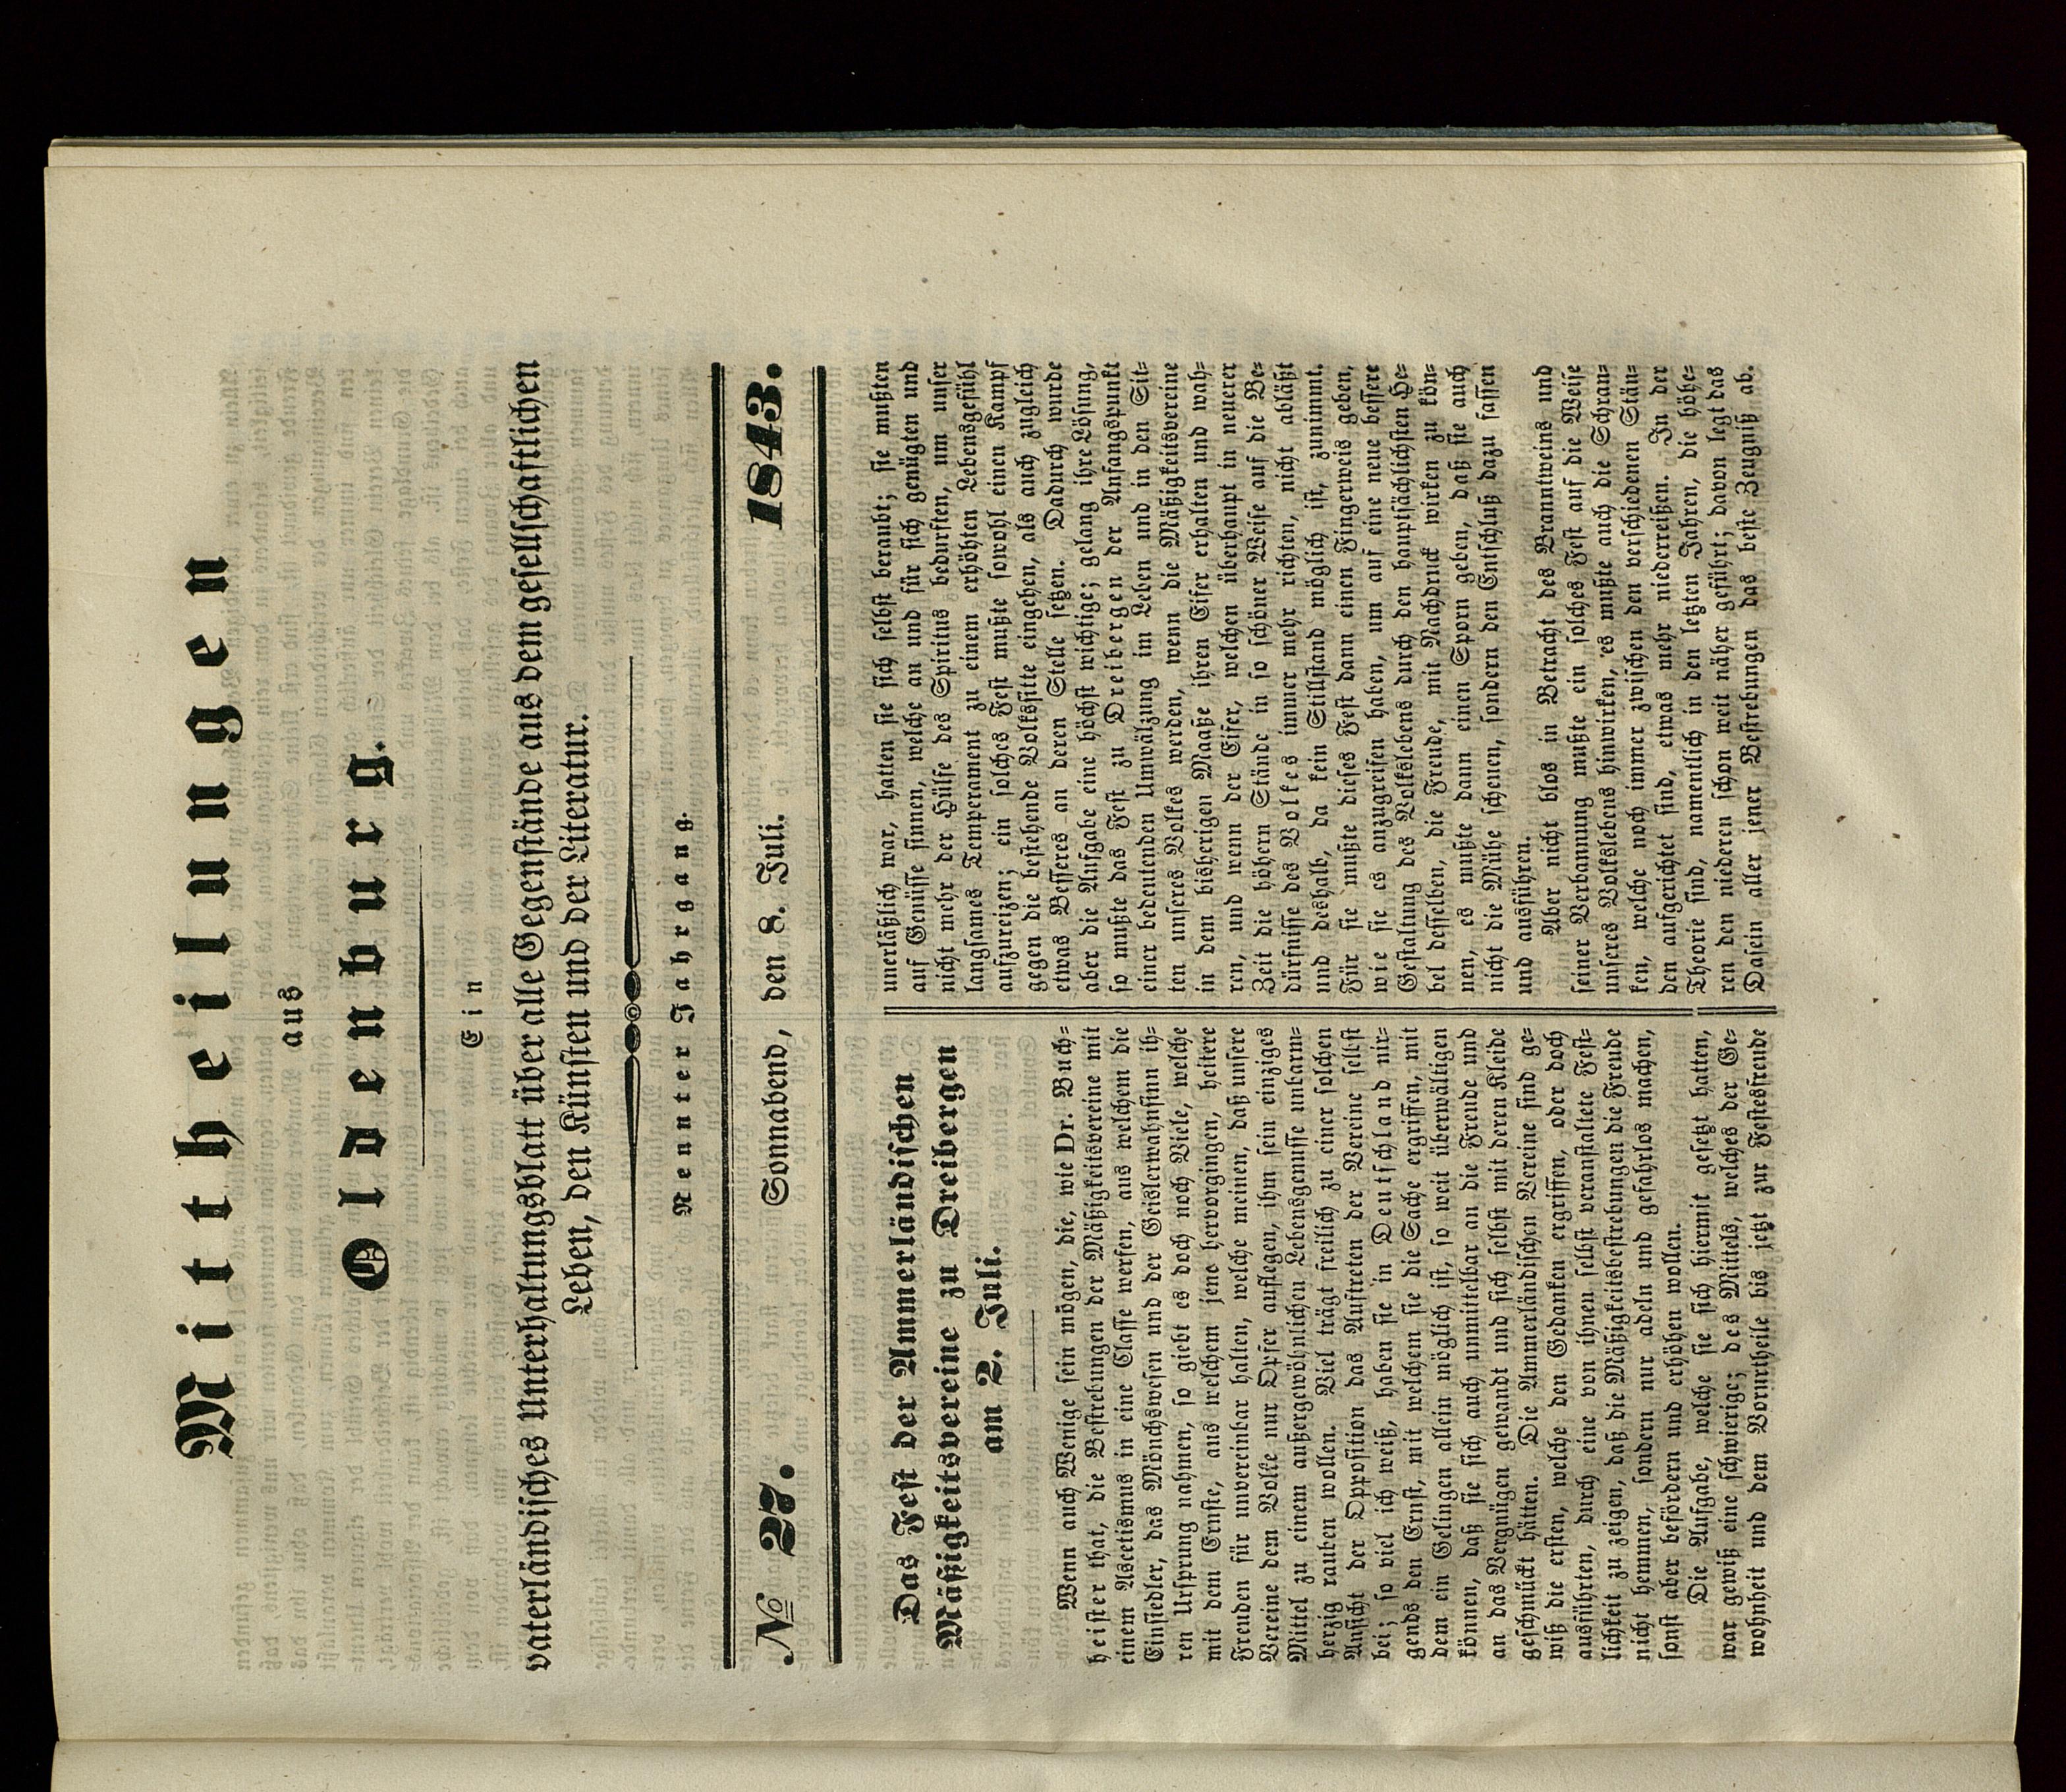 Mittheilungen
aus
Oldenburg.
Ein
vaterländisches Unterhaltungsblatt über alle Gegenstände aus dem gesellschaftlichen
Leben, den Künsten und der Literatur.
Neunter Jahrgang.
№ 27. Sonnabend, den 8. Juli. 1843.
Das Fest der Ammerländischen
Mäßigkeitsvereine zu Dreibergen
am 2. Juli.
Wenn auch Wenige sein mögen, die, wie Dr. Buch-
heister that, die Bestrebungen der Mäßigkeitsvereine mit
einem Ascetismus in eine Classe werfen, aus welchem die
Einsiedler, das Mönchswesen und der Geislerwahnsinn ih-
ren Ursprung nahmen, so giebt es doch noch Viele, welche
mit dem Ernste, aus welchem jene hervorgingen, heitere
Freuden für unvereinbar halten, welche meinen, daß unsere
Vereine dem Volke nur Opfer auflegen, ihm sein einziges
Mittel zu einem außergewöhnlichen Lebensgenusse unbarm-
herzig rauben wollen. Viel trägt freilich zu einer solchen
Ansicht der Opposition das Auftreten der Vereine selbst
bei; so viel ich weiß, haben sie in Deutschland nir-
gends den Ernst, mit welchem sie die Sache ergriffen, mit
dem ein Gelingen allein möglich ist, so weit überwältigen
können, daß sie sich auch unmittelbar an die Freude und
an das Vergnügen gewandt und sich selbst mit deren Kleide
geschmückt hätten. Die Ammerländischen Vereine sind ge-
wiß die ersten, welche den Gedanken ergriffen, oder doch
ausführten, durch eine von ihnen selbst veranstaltete Fest-
lichkeit zu zeigen, daß die Mäßigkeitsbestrebungen die Freude
nicht hemmen, sondern nur adeln und gefahrlos machen,
sonst aber befördern und erhöhen wollen.
Die Aufgabe, welche sie sich hiermit gesetzt hatten,
war gewiß eine schwierige; des Mittels, welches der Ge-
wohnheit und dem Vorurtheile bis jetzt zur Festesfreude
unerläßlich war, hatten sie sich selbst beraubt; sie mußten
auf Genüsse sinnen, welche an und für sich genügten und
nicht mehr der Hülfe des Spiritus bedurften, um unser
langsames Temperament zu einem erhöhten Lebensgefühl
aufzureizen; ein solches Fest mußte sowohl einen Kampf
gegen die bestehende Volkssitte eingehen, als auch zugleich
etwas Besseres an deren Stelle setzen. Dadurch wurde
aber die Aufgabe eine höchst wichtige; gelang ihre Lösung,
so mußte das Fest zu Dreibergen der Anfangspunkt
einer bedeutenden Umwälzung im Leben und in den Sit-
ten unseres Volkes werden, wenn die Mäßigkeitsvereine
in dem bisherigen Maaße ihren Eifer erhalten und wah-
ren, und wenn der Eifer, welchen überhaupt in neuerer
Zeit die höhern Stände in so schöner Weise auf die Be-
dürfnisse des Volkes immer mehr richten, nicht abläßt
und deshalb, da kein Stillstand möglich ist, zunimmt.
Für sie mußte dieses Fest dann einen Fingerweis geben,
wie sie es anzugreifen haben, um auf eine neue bessere
Gestaltung des Volkslebens durch den hauptsächlichsten He-
bel desselben, die Freude, mit Nachdruck wirken zu kön-
nen, es mußte dann einen Sporn geben, daß sie auch
nicht die Mühe scheuen, sondern den Entschluß dazu fassen
und ausführen.
Aber nicht blos in Betracht des Branntweins und
seiner Verbannung mußte ein solches Fest auf die Weise
unseres Volkslebens hinwirken, es mußte auch die Schran-
ken, welche noch immer zwischen den verschiedenen Stän-
den aufgerichtet sind, etwas mehr niederreißen. In der
Theorie sind, namentlich in den letzten Jahren, die höhe-
ren den niederen schon weit näher geführt; davon legt das
Dasein aller jener Bestrebungen das beste Zeugniß ab.